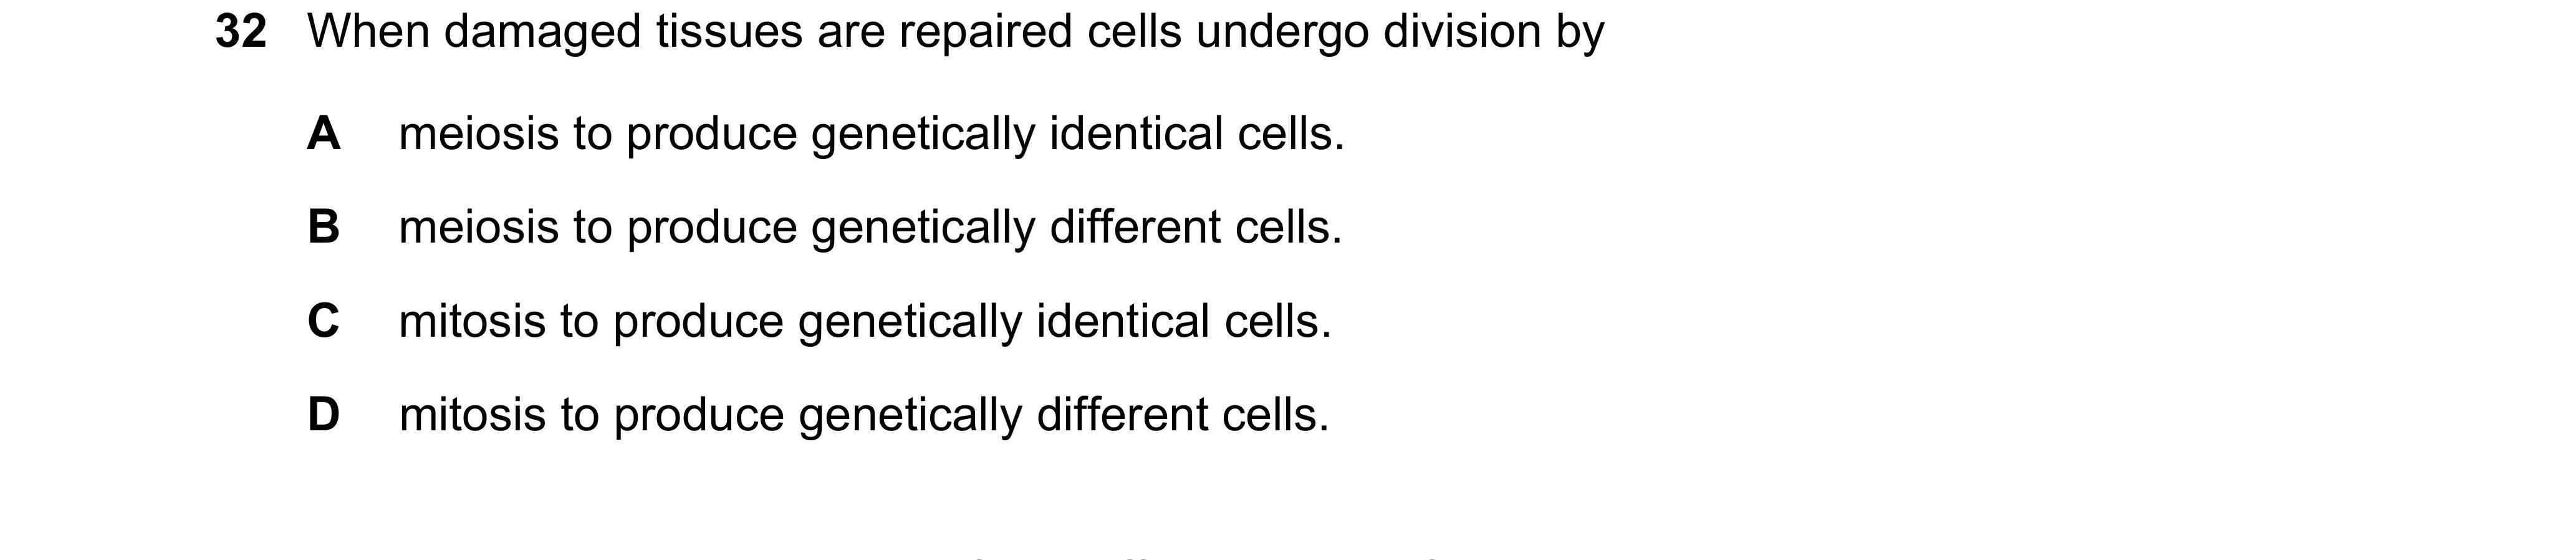 32 When damaged tissues are repaired cells undergo division by
A meiosis to produce genetically identical cells.
B meiosis to produce genetically different cells.
C mitosis to produce genetically identical cells.
D mitosis to produce genetically different cells.